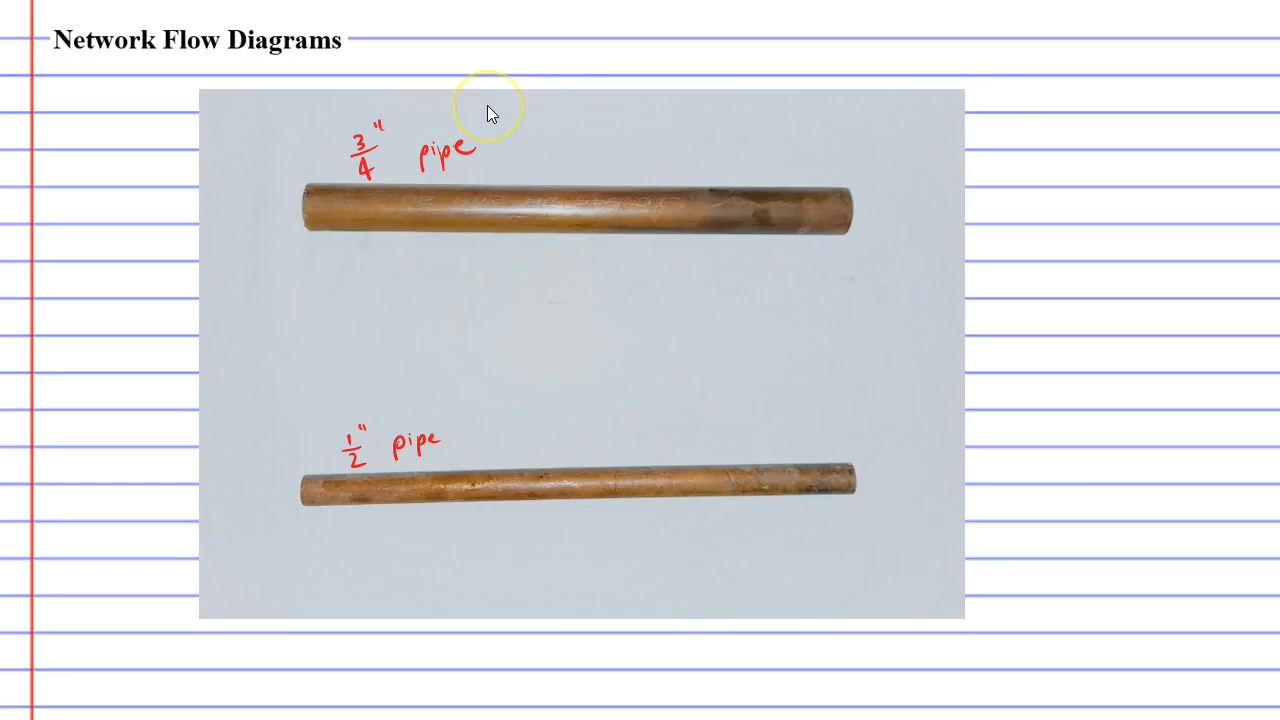 Network Flow Diagrams
3/4" pipe
1/2" pipe